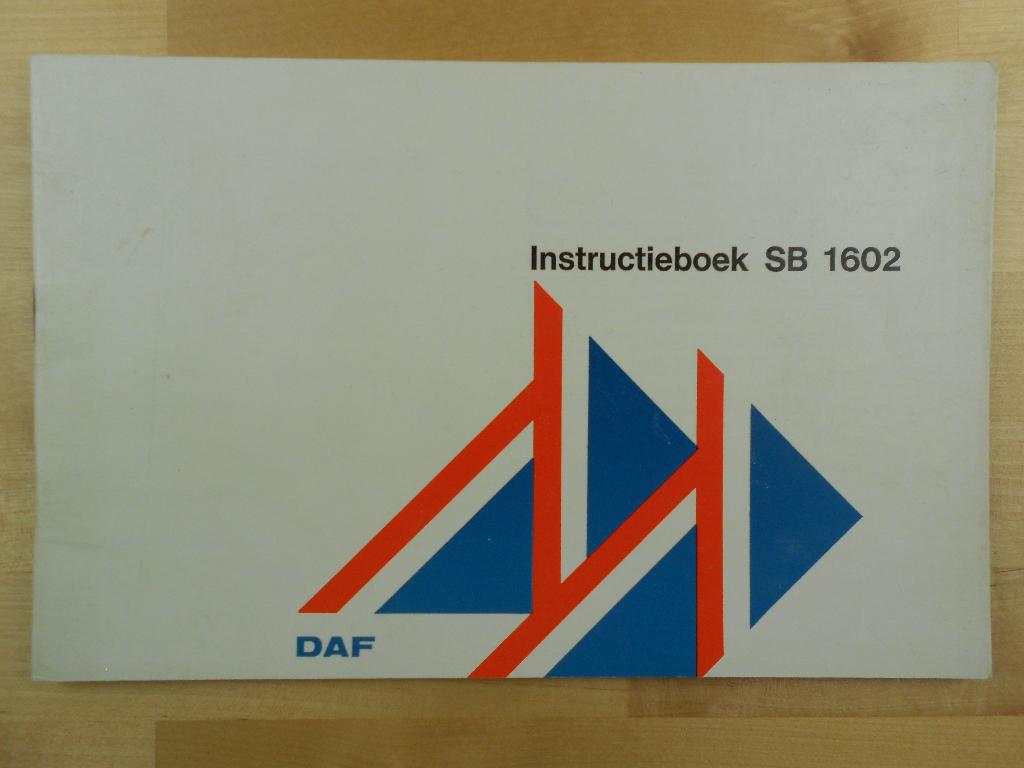 Instructieboek SB 1602
DAF